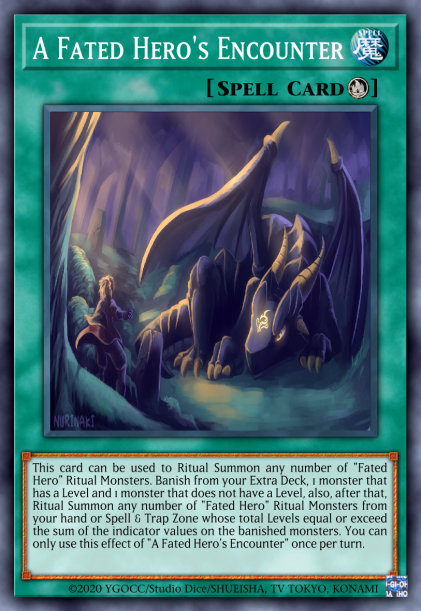 A Fated Hero's Encounter
SPELL
魔
[Spell Card]
NURINAKI
This card can be used to Ritual Summon any number of "Fated
Hero" Ritual Monsters. Banish from your Extra Deck, 1 monster that
has a Level and 1 monster that does not have a Level, also, after that,
Ritual Summon any number of "Fated Hero" Ritual Monsters from
your hand or Spell & Trap Zone whose total Levels equal or exceed
the sum of the indicator values on the banished monsters. You can
only use this effect of "A Fated Hero's Encounter" once per turn.
©2020 YGOCC/Studio Dice/SHUEISHA, TV TOKYO, KONAMI